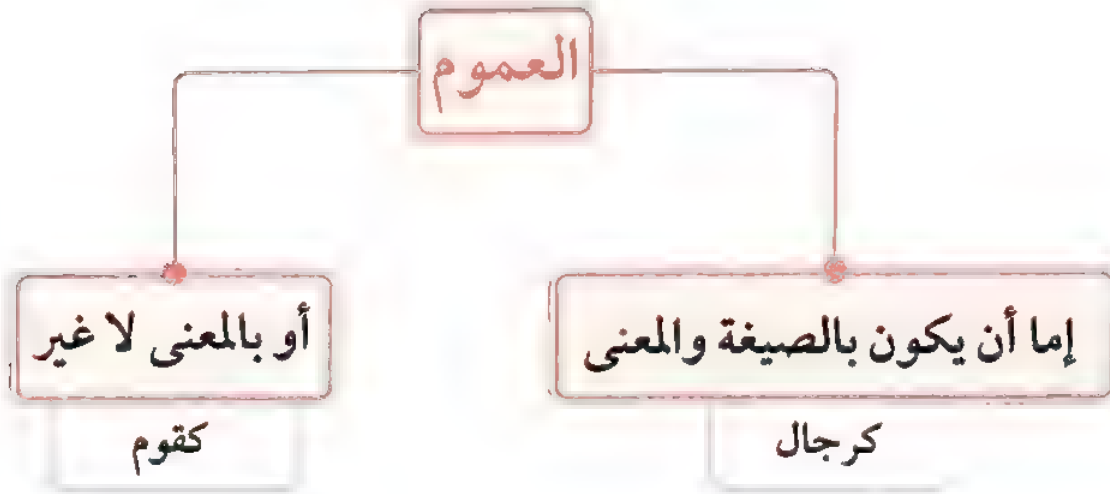 العموم
إما أن يكون بالصيغة والمعنى
كرجال
أو بالمعنى لا غير
كقوم